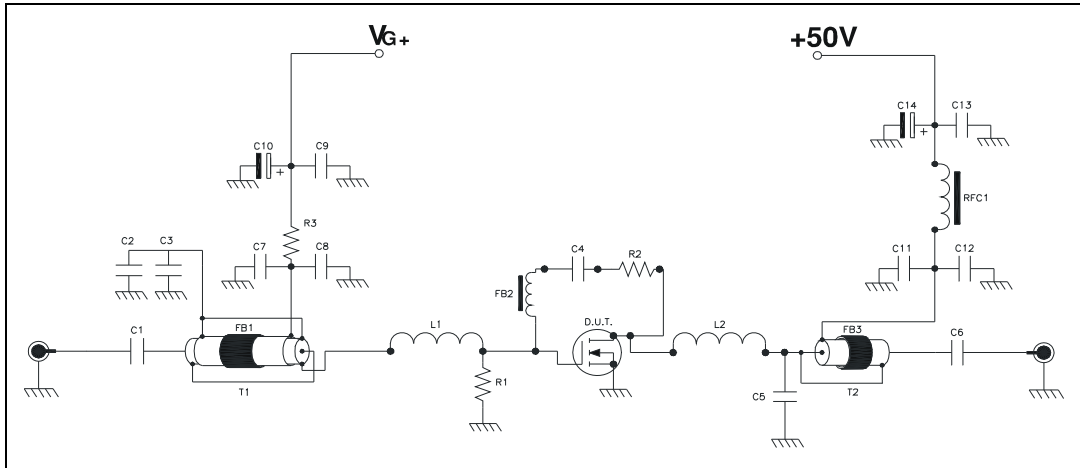 VG+
+50V
C14
C13
+
C10
C9
+
RFC1
R3
C2
C3
C7
C8
C4
R2
C11
C12
FB2
C1
FB1
L1
D.U.T.
L2
FB3
C6
R1
T1
C5
T2